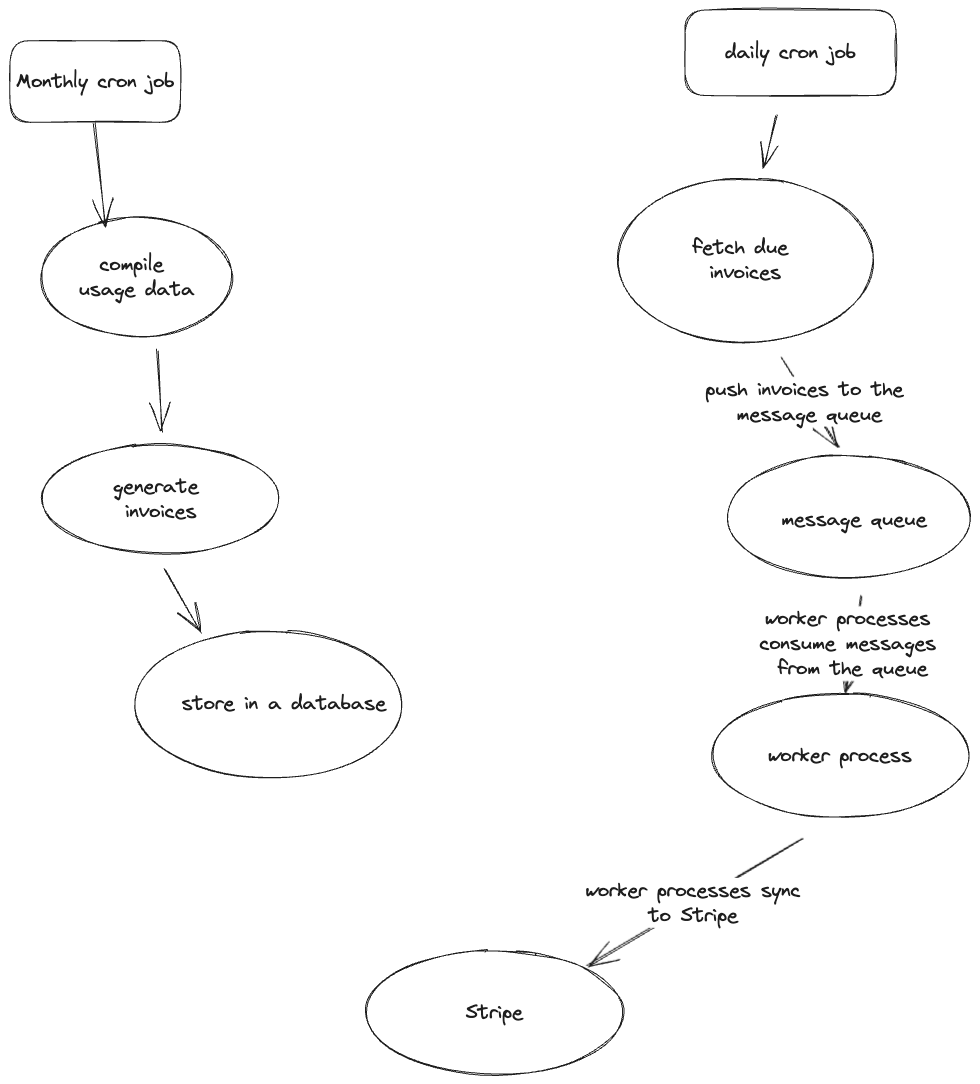 Monthly cron job
compile
usage data
generate
invoices
store in a database
daily cron job
fetch due
invoices
push invoices to the
message queue
message queue
worker processes
consume messages
from the queue
worker process
worker processes sync
to Stripe
Stripe